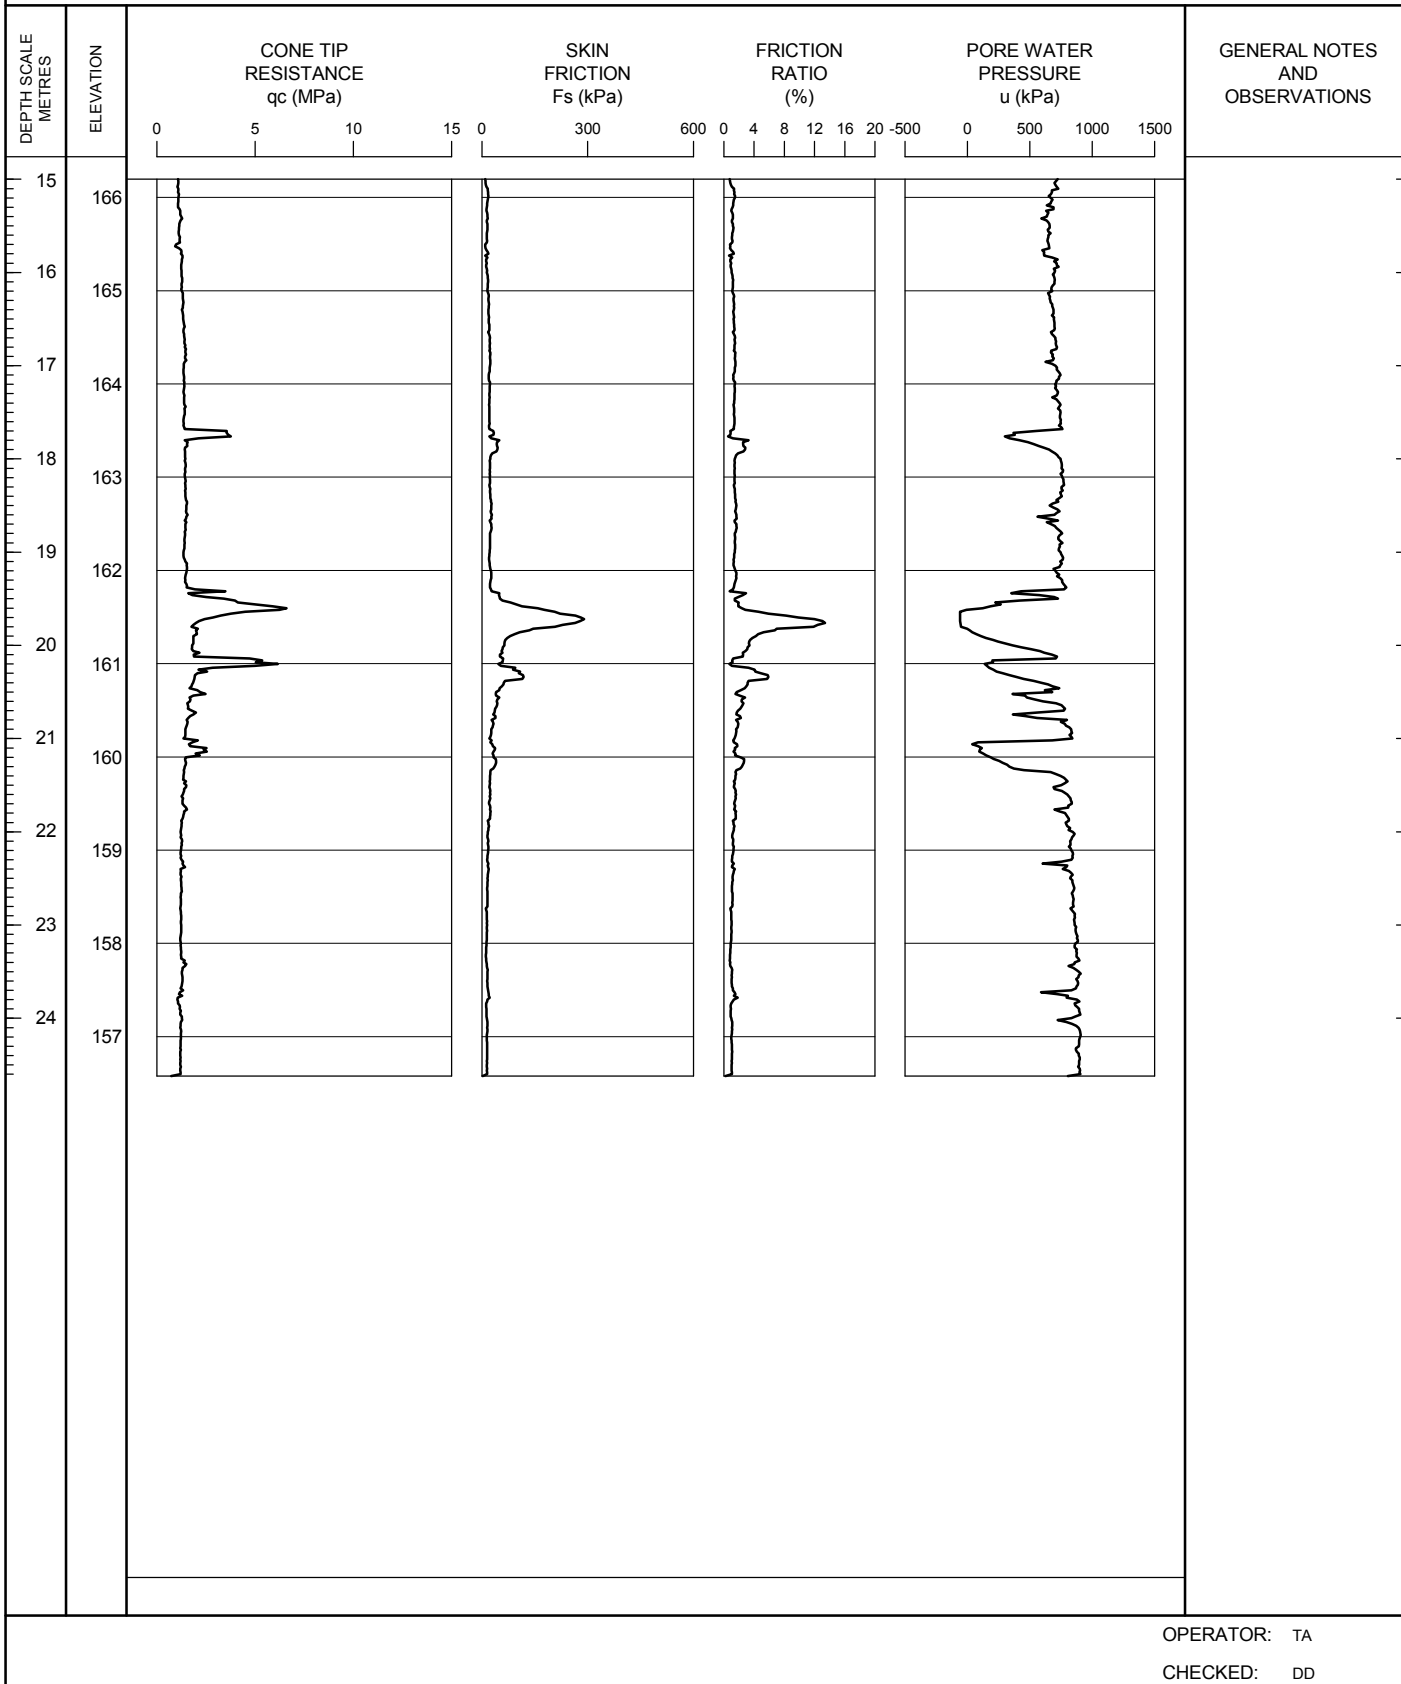 DEPTH SCALE
METRES
ELEVATION
CONE TIP
RESISTANCE
qc (MPa)
SKIN
FRICTION
Fs (kPa)
FRICTION
RATIO
(%)
PORE WATER
PRESSURE
u (kPa)
GENERAL NOTES
AND
OBSERVATIONS
0 5 10 15
0 300 600
0 4 8 12 16 20
-500 0 500 1000 1500
15
166
16
165
17
164
18
163
19
162
20
161
21
160
22
159
23
158
24
157
OPERATOR: TA
CHECKED: DD